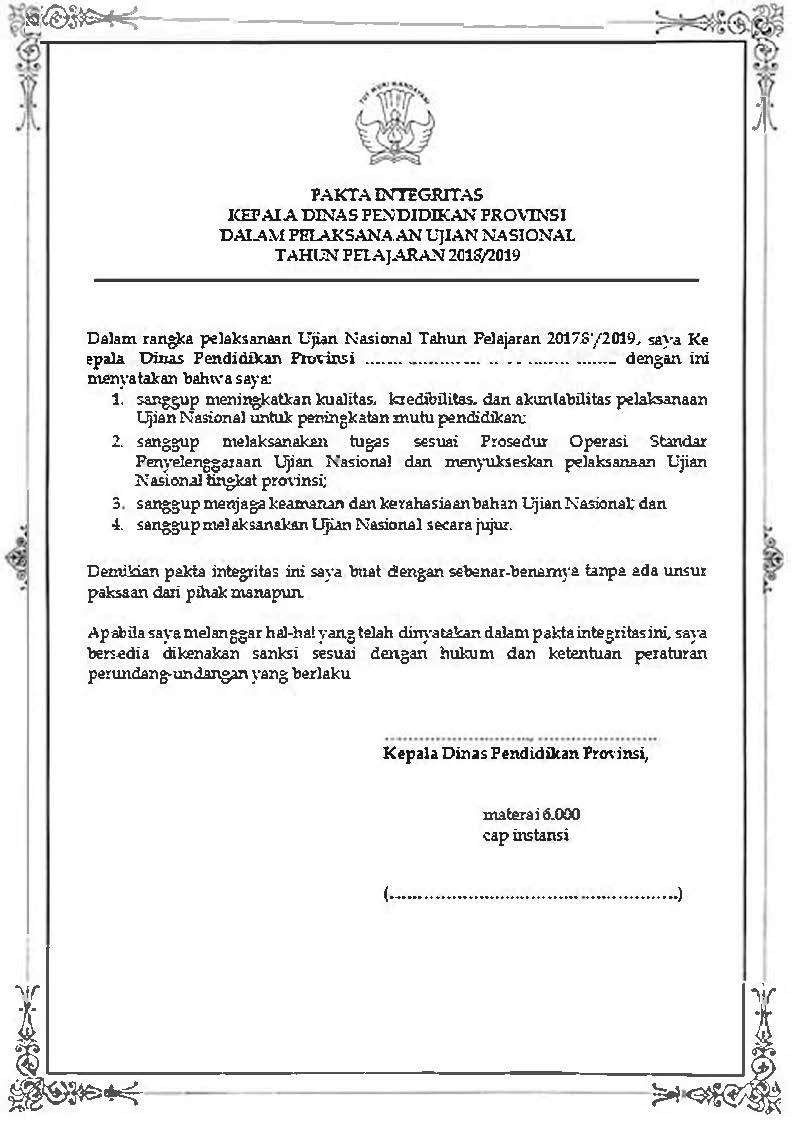 TUT WURI HANDAYANI
PAKTA INTEGRITAS
KEPALA DINAS PENDIDIKAN PROVINSI
DALAM PELAKSANAAN UJIAN NASIONAL
TAHUN PELAJARAN 2018/2019
Dalam rangka pelaksanaan Ujian Nasional Tahun Pelajaran 20178'/2019, saya Ke
epala Dinas Pendidikan Provinsi ....... ................ .. .. . .. ........ ........ dengan ini
menyatakan bahwa saya:
1. sanggup meningkatkan kualitas, kredibilitas, dan akuntabilitas pelaksanaan
Ujian Nasional untuk peningkatan mutu pendidikan;
2. sanggup melaksanakan tugas sesuai Prosedur Operasi Standar
Penyelenggaraan Ujian Nasional dan menyukseskan pelaksanaan Ujian
Nasional tingkat provinsi;
3. sanggup menjaga keamanan dan kerahasiaan bahan Ujian Nasional; dan
4. sanggup melaksanakan Ujian Nasional secara jujur.
Demikian pakta integritas ini saya buat dengan sebenar-benarnya tanpa ada unsur
paksaan dari pihak manapun.
Apabila saya melanggar hal-hal yang telah dinyatakan dalam pakta integritas ini, saya
bersedia dikenakan sanksi sesuai dengan hukum dan ketentuan peraturan
perundang-undangan yang berlaku
..............................., .........................
Kepala Dinas Pendidikan Provinsi,
materai 6.000
cap instansi
(......................................................)